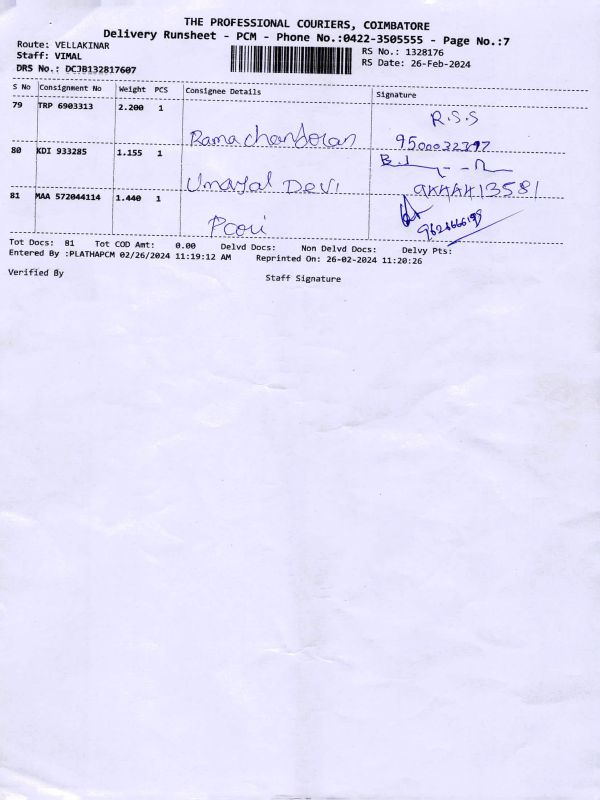 THE PROFESSIONAL COURIERS, COIMBATORE
Delivery Runsheet - PCM - Phone No.:0422-3505555 - Page No.:7
Route: VELLAKINAR
Staff: VIMAL
DRS No.: DCJB132817607
RS No.: 1328176
RS Date: 26-Feb-2024
S No Consignment No Weight PCS Consignee Details Signature
79 TRP 6903313 2.200 1
R.S.S
Ramachandoran
80 KDI 933285 1.155 1
Umayal Devi
81 MAA 572044114 1.440 1
Tot Docs: 81 Tot COD Amt: 0.00 Delvd Docs: Non Delvd Docs: Delvy Pts:
Entered By :PLATHAPCM 02/26/2024 11:19:12 AM Reprinted On: 26-02-2024 11:20:26
Verified By
Staff Signature